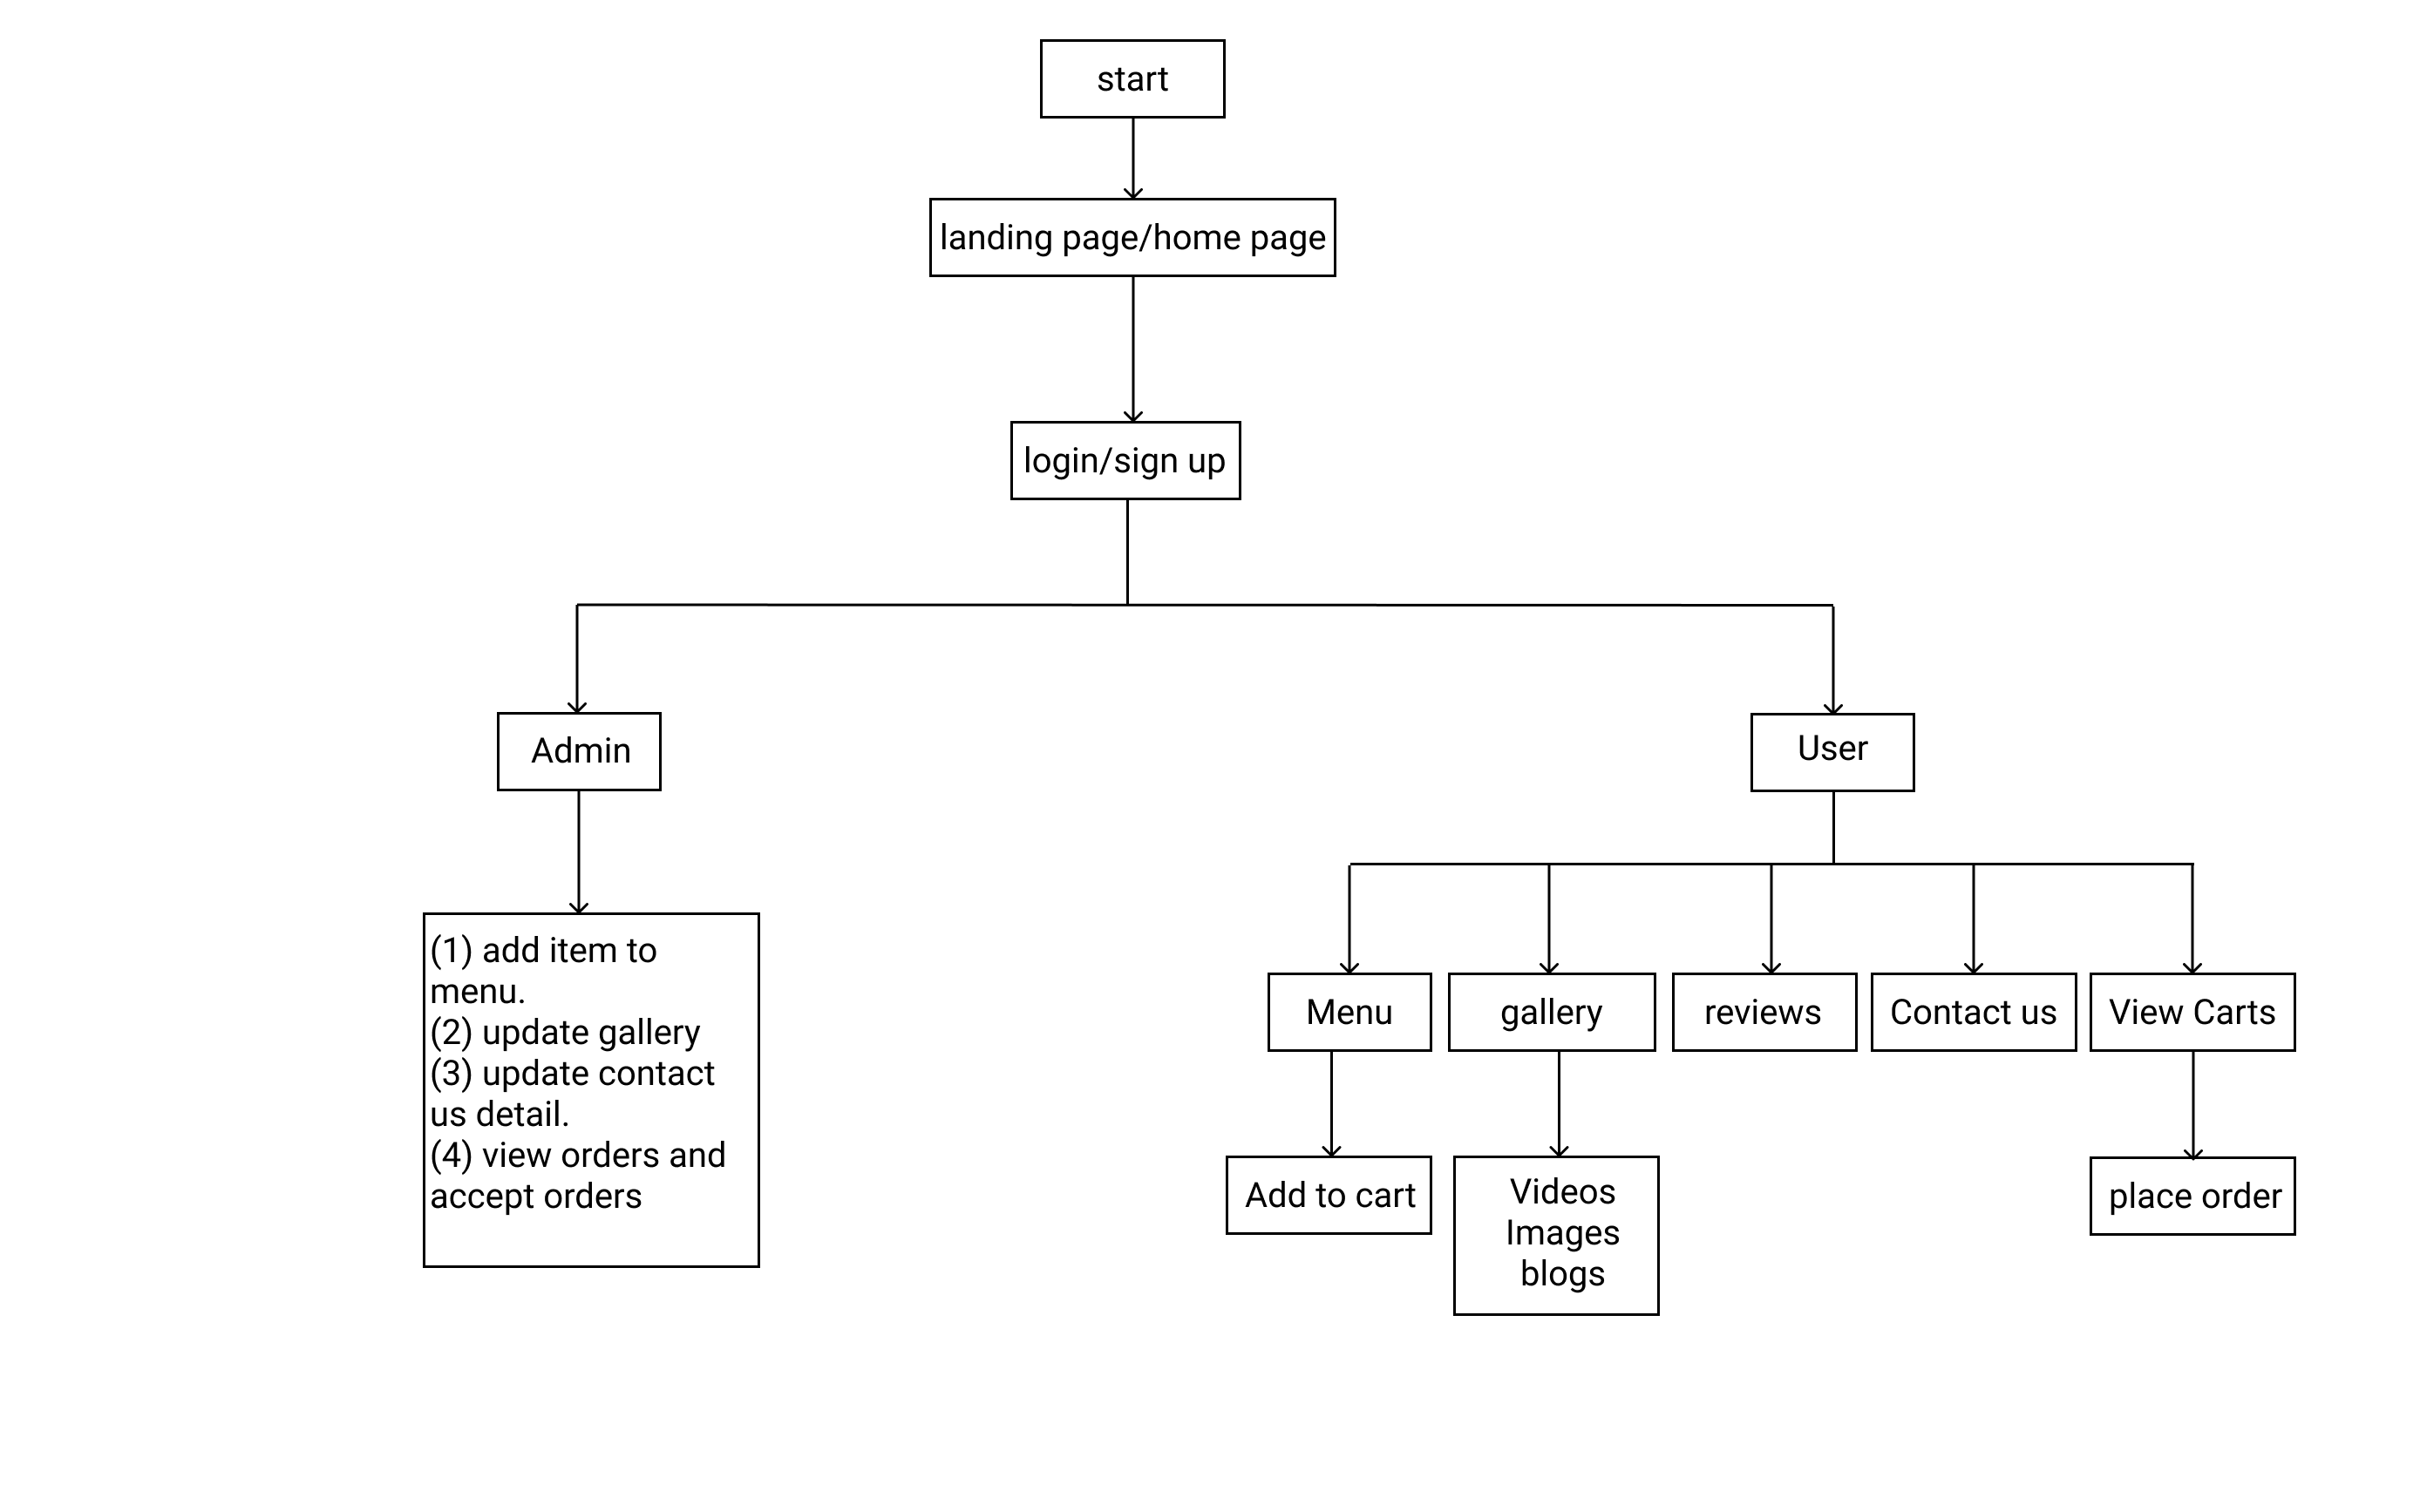 start
landing page/home page
login/sign up
Admin
User
(1) add item to
menu.
(2) update gallery
(3) update contact
us detail.
(4) view orders and
accept orders
Menu
gallery
reviews
Contact us
View Carts
Add to cart
Videos
Images
blogs
place order